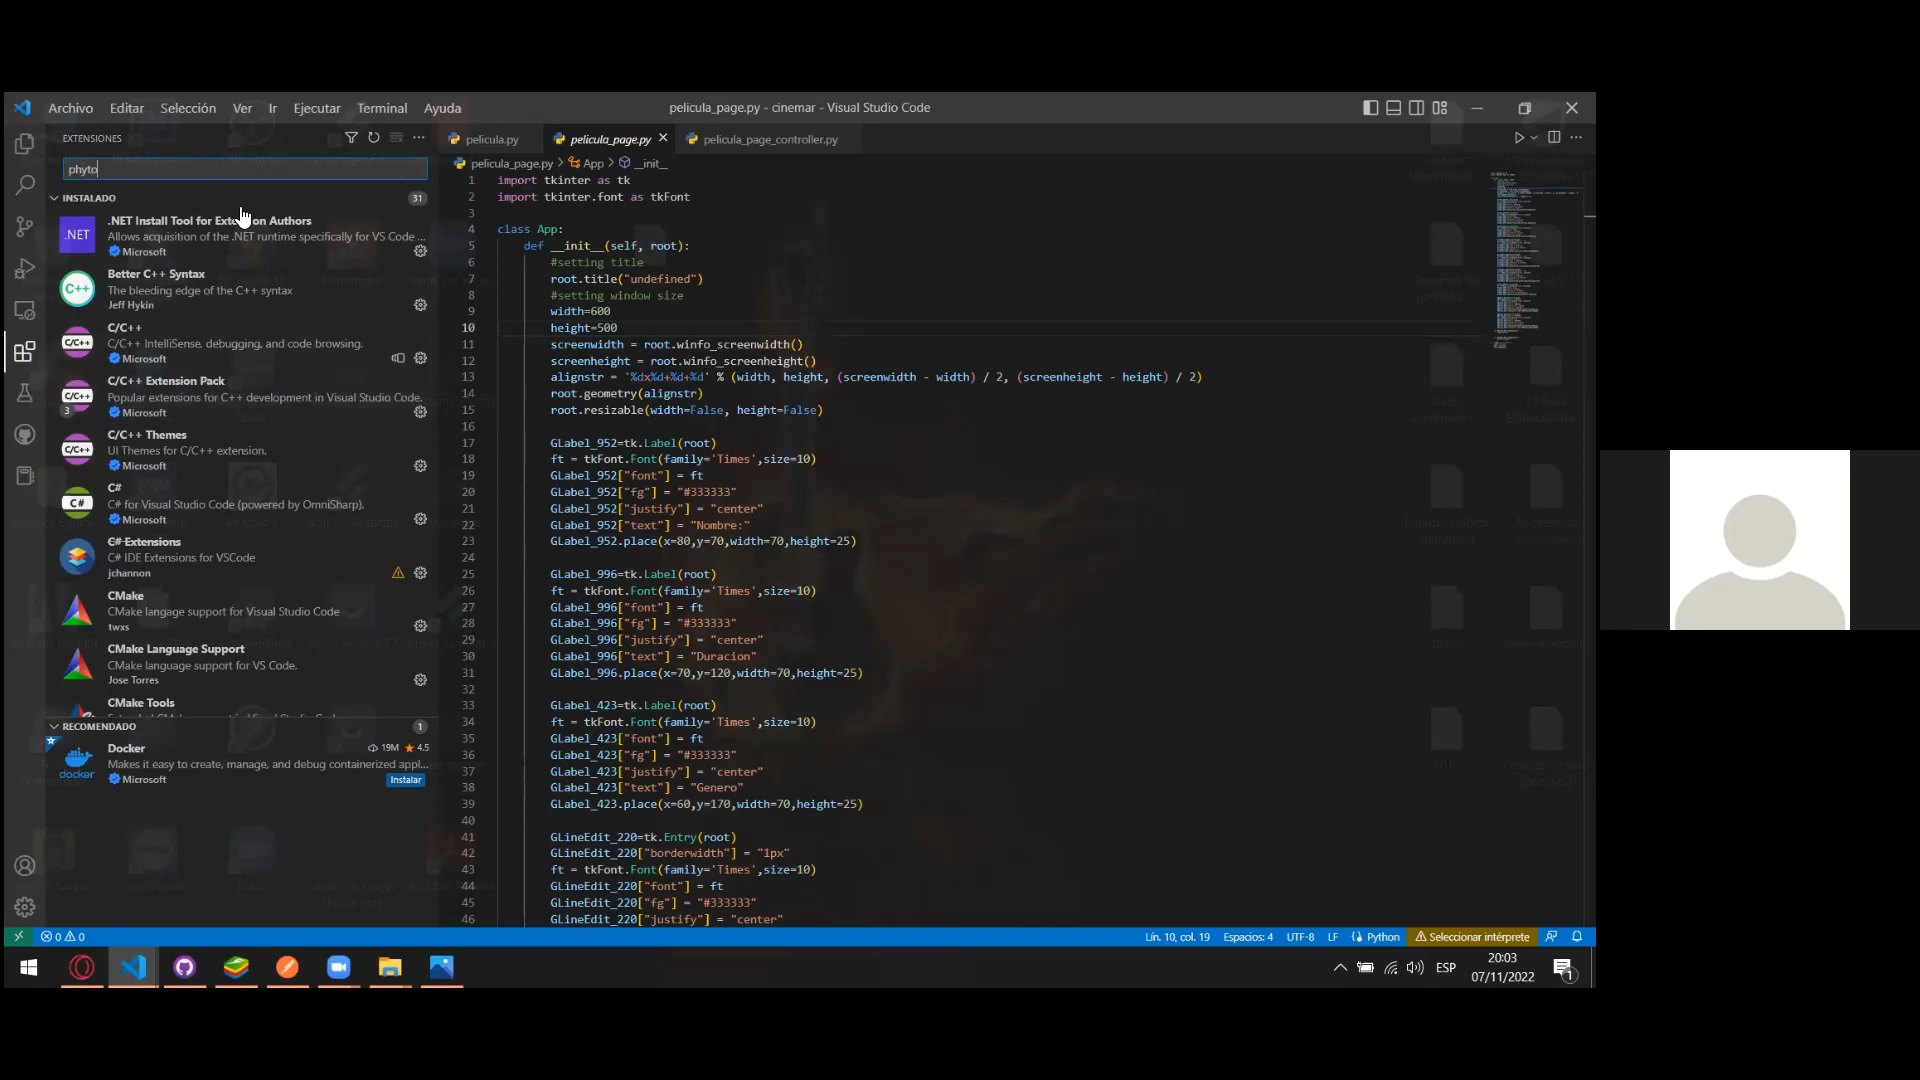 Archivo Editar Selección Ver Ir Ejecutar Terminal Ayuda
pelicula_page.py - cinemar - Visual Studio Code
EXTENSIONES
phyto
INSTALADO 31
.NET
.NET Install Tool for Extension Authors
Allows acquisition of the .NET runtime specifically for VS Code ...
Microsoft
C++
Better C++ Syntax
The bleeding edge of the C++ syntax
Jeff Hykin
C/C++
C/C++
C/C++ IntelliSense, debugging, and code browsing.
Microsoft
C/C++
3
C/C++ Extension Pack
Popular extensions for C++ development in Visual Studio Code.
Microsoft
C/C++
C/C++ Themes
UI Themes for C/C++ extension.
Microsoft
C#
C#
C# for Visual Studio Code (powered by OmniSharp).
Microsoft
C# Extensions
C# IDE Extensions for VSCode
jchannon
CMake
CMake langage support for Visual Studio Code
twxs
CMake Language Support
CMake language support for VS Code.
Jose Torres
CMake Tools
RECOMENDADO 1
docker
Docker 19M 4.5
Makes it easy to create, manage, and debug containerized appl...
Microsoft
Instalar
pelicula.py pelicula_page.py pelicula_page_controller.py
pelicula_page.py > App > __init__
1 import tkinter as tk
2 import tkinter.font as tkFont
3
4 class App:
5 def __init__(self, root):
6 #setting title
7 root.title("undefined")
8 #setting window size
9 width=600
10 height=500
11 screenwidth = root.winfo_screenwidth()
12 screenheight = root.winfo_screenheight()
13 alignstr = '%dx%d+%d+%d' % (width, height, (screenwidth - width) / 2, (screenheight - height) / 2)
14 root.geometry(alignstr)
15 root.resizable(width=False, height=False)
16
17 GLabel_952=tk.Label(root)
18 ft = tkFont.Font(family='Times',size=10)
19 GLabel_952["font"] = ft
20 GLabel_952["fg"] = "#333333"
21 GLabel_952["justify"] = "center"
22 GLabel_952["text"] = "Nombre:"
23 GLabel_952.place(x=80,y=70,width=70,height=25)
24
25 GLabel_996=tk.Label(root)
26 ft = tkFont.Font(family='Times',size=10)
27 GLabel_996["font"] = ft
28 GLabel_996["fg"] = "#333333"
29 GLabel_996["justify"] = "center"
30 GLabel_996["text"] = "Duracion"
31 GLabel_996.place(x=70,y=120,width=70,height=25)
32
33 GLabel_423=tk.Label(root)
34 ft = tkFont.Font(family='Times',size=10)
35 GLabel_423["font"] = ft
36 GLabel_423["fg"] = "#333333"
37 GLabel_423["justify"] = "center"
38 GLabel_423["text"] = "Genero"
39 GLabel_423.place(x=60,y=170,width=70,height=25)
40
41 GLineEdit_220=tk.Entry(root)
42 GLineEdit_220["borderwidth"] = "1px"
43 ft = tkFont.Font(family='Times',size=10)
44 GLineEdit_220["font"] = ft
45 GLineEdit_220["fg"] = "#333333"
46 GLineEdit_220["justify"] = "center"
0 0
Lín. 10, col. 19 Espacios: 4 UTF-8 LF Python Seleccionar intérprete
ESP
20:03
07/11/2022
1